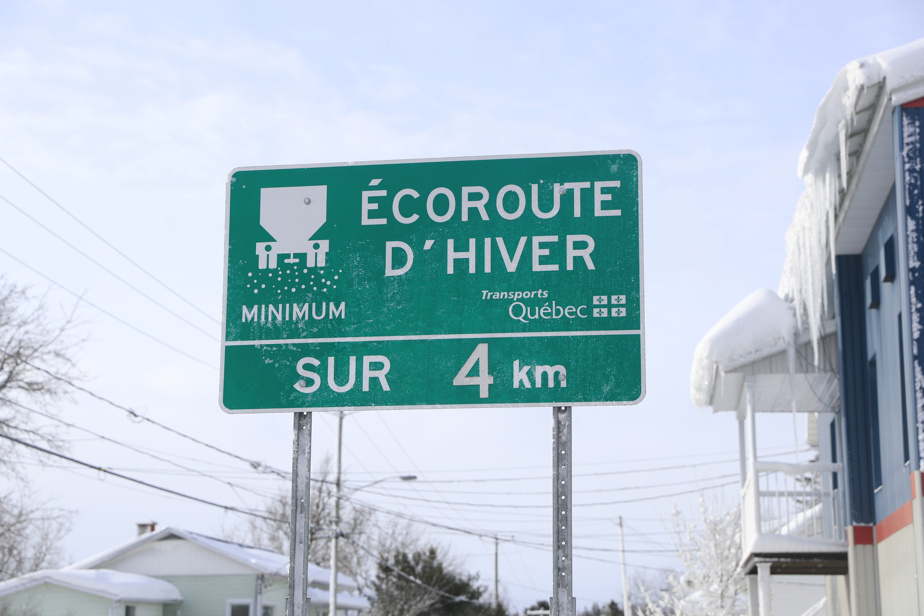 ÉCOROUTE
D'HIVER
MINIMUM
Transports
Québec
SUR 4 km